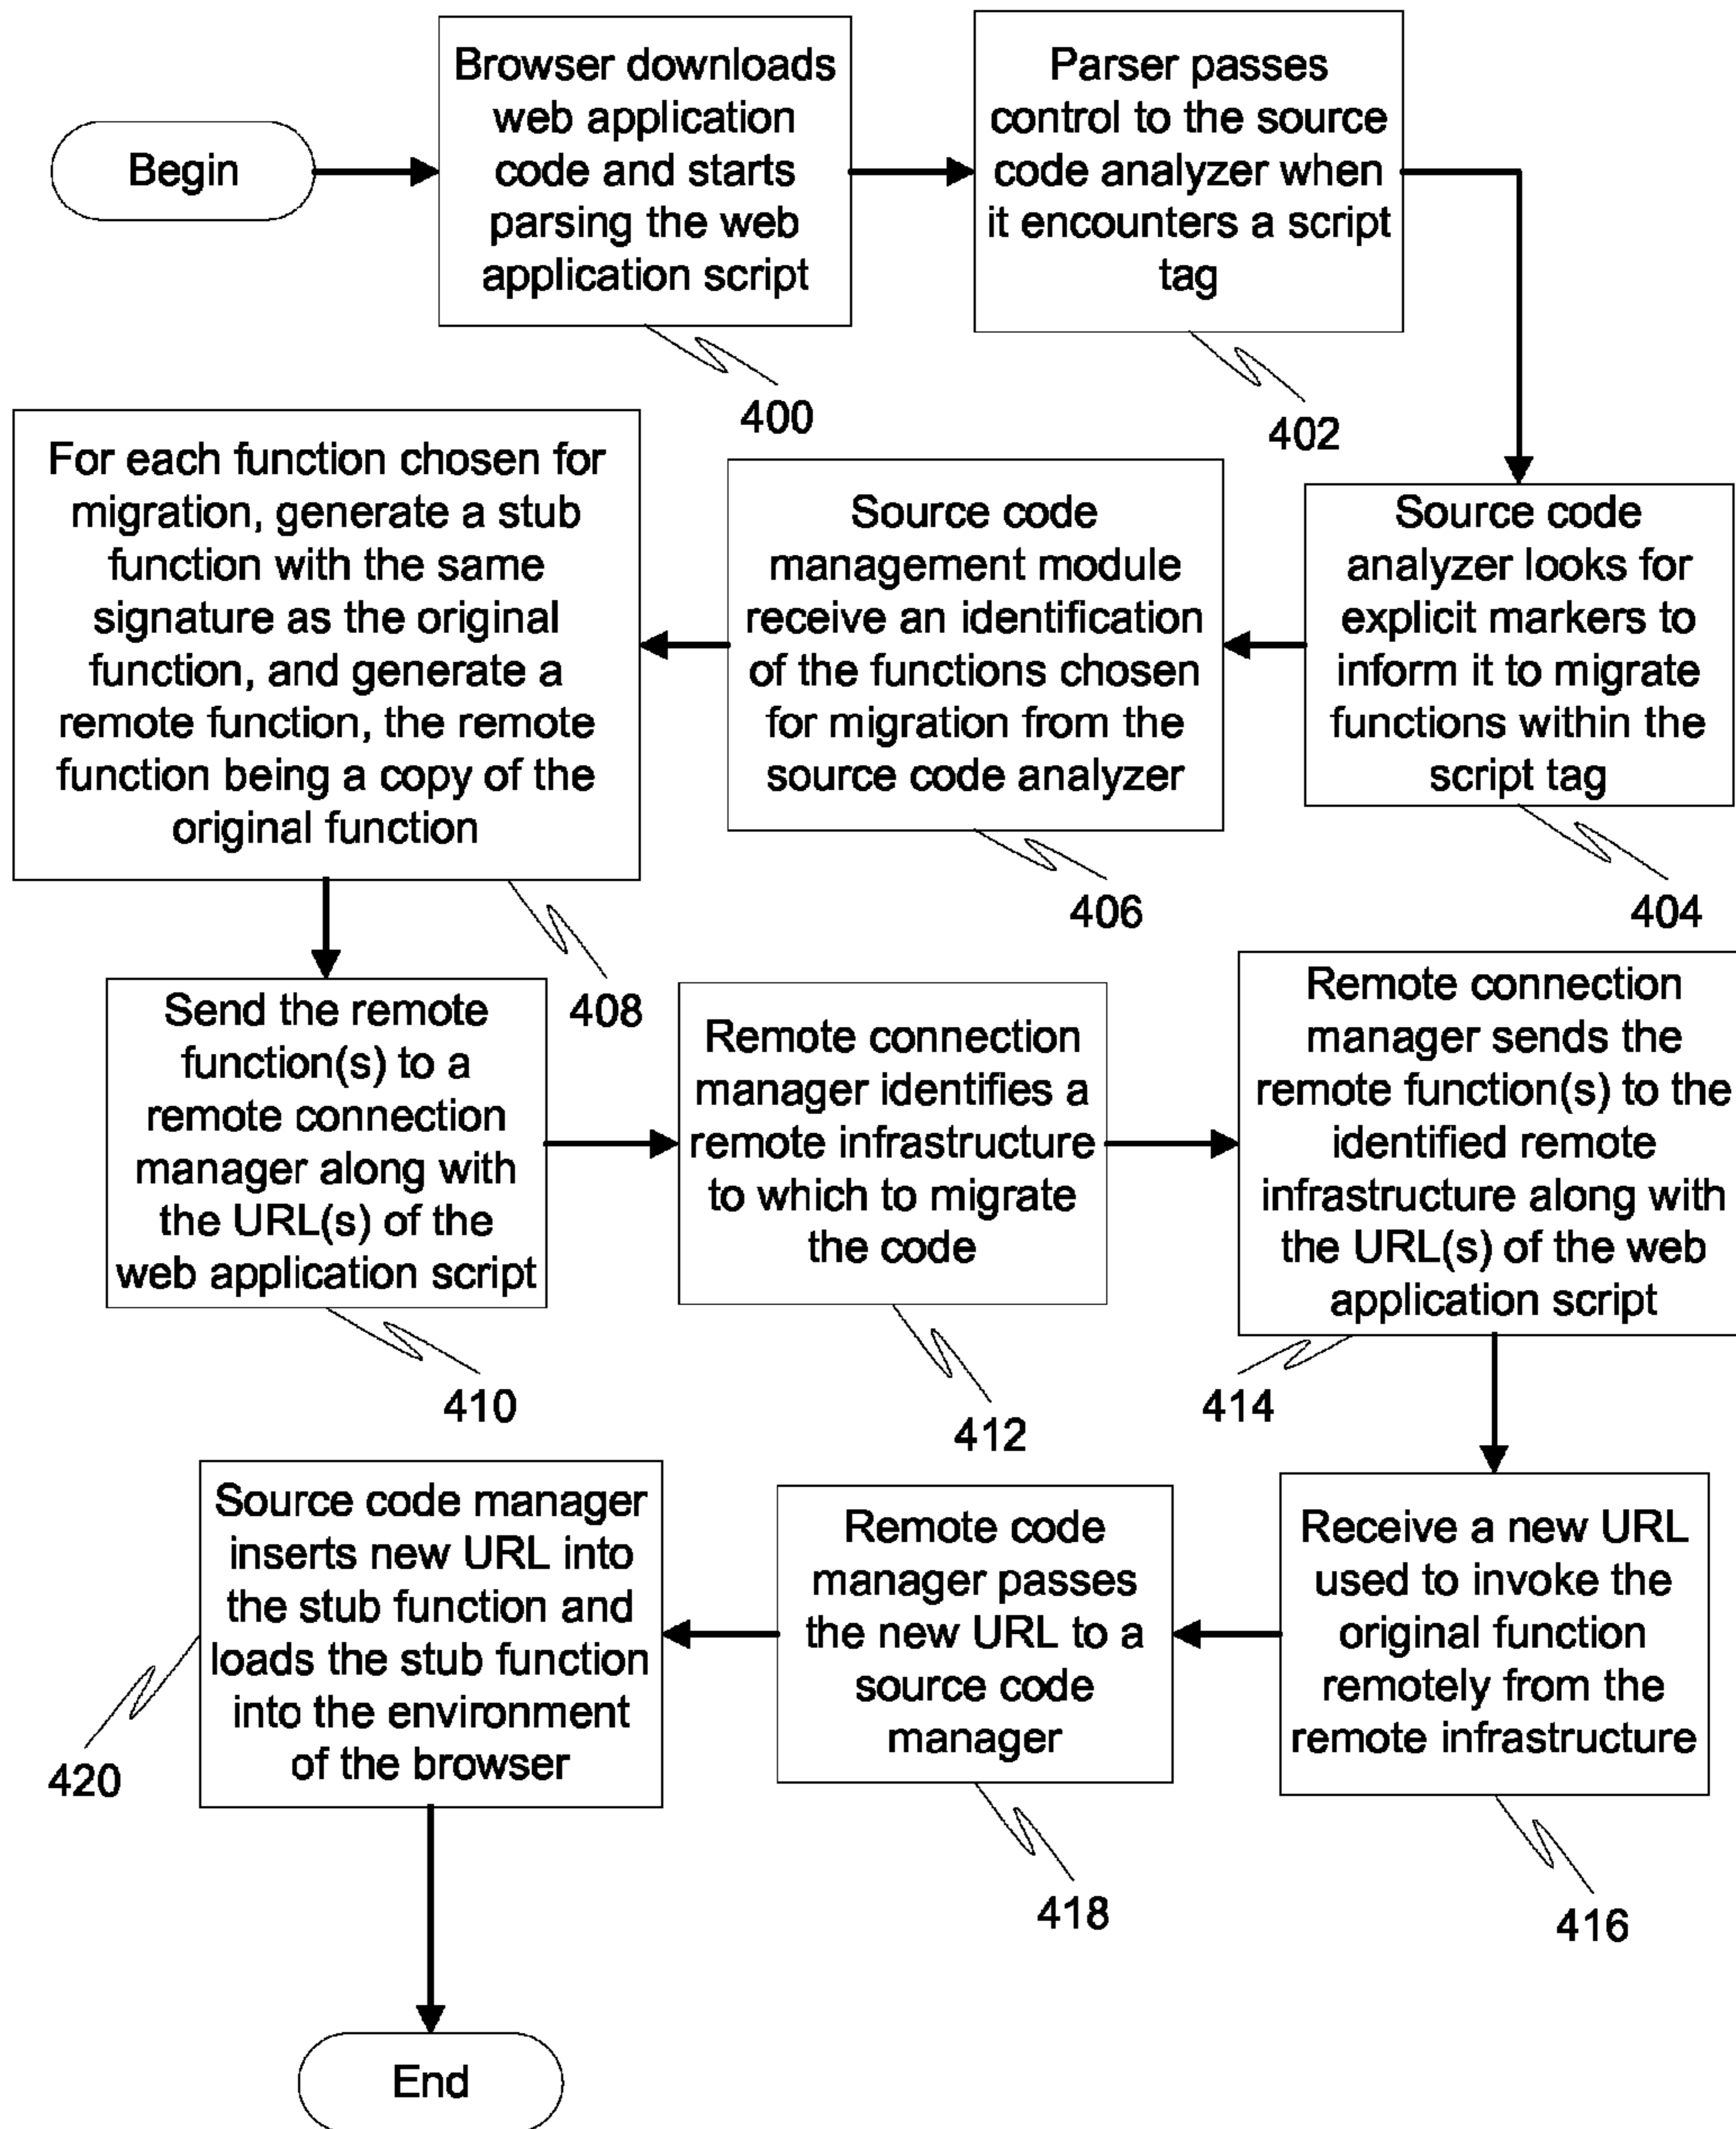 Begin
Browser downloads
web application
code and starts
parsing the web
application script
400
Parser passes
control to the source
code analyzer when
it encounters a script
tag
402
Source code
analyzer looks for
explicit markers to
inform it to migrate
functions within the
script tag
404
Source code
management module
receive an identification
of the functions chosen
for migration from the
source code analyzer
406
For each function chosen for
migration, generate a stub
function with the same
signature as the original
function, and generate a
remote function, the remote
function being a copy of the
original function
408
Send the remote
function(s) to a
remote connection
manager along with
the URL(s) of the
web application script
410
Remote connection
manager identifies a
remote infrastructure
to which to migrate
the code
412
Remote connection
manager sends the
remote function(s) to the
identified remote
infrastructure along with
the URL(s) of the web
application script
414
Receive a new URL
used to invoke the
original function
remotely from the
remote infrastructure
416
Remote code
manager passes
the new URL to a
source code
manager
418
Source code manager
inserts new URL into
the stub function and
loads the stub function
into the environment
of the browser
420
End